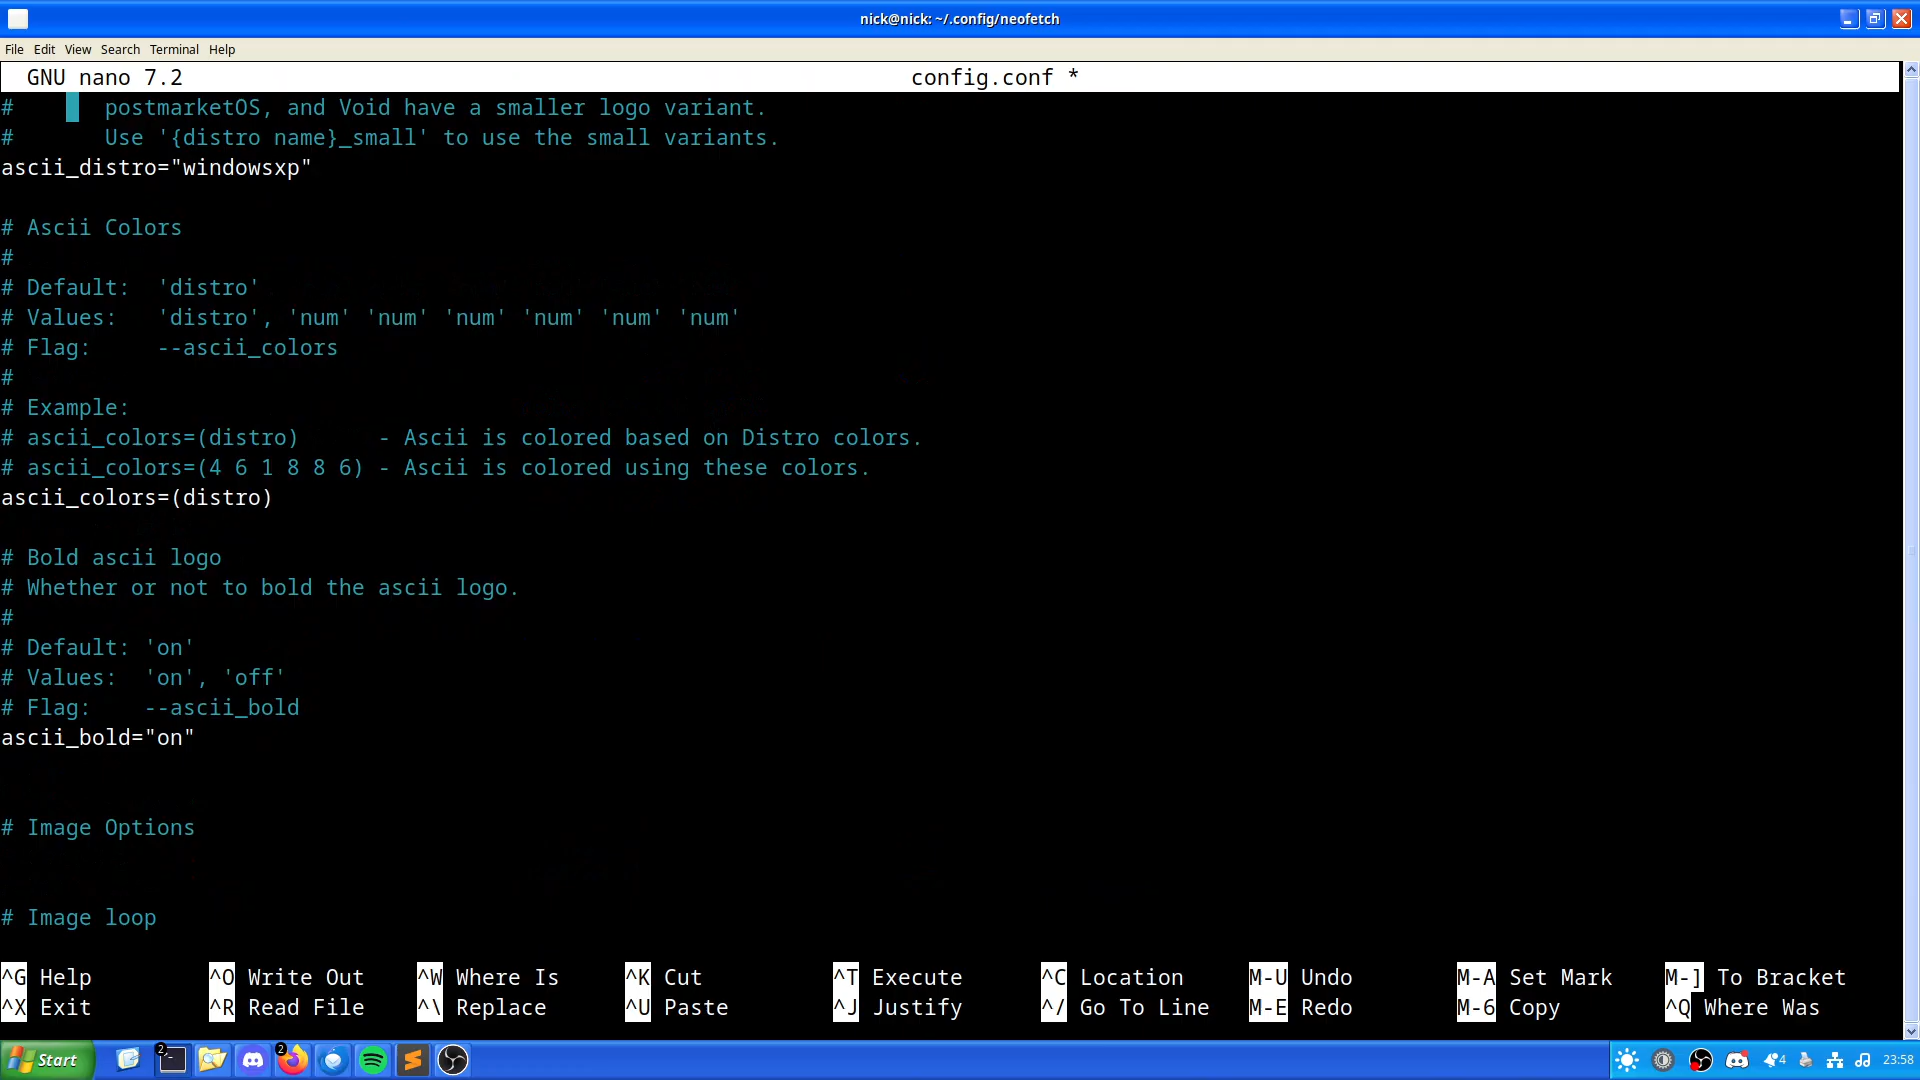 nick@nick: ~/.config/neofetch
File Edit View Search Terminal Help
GNU nano 7.2 config.conf *
# postmarketOS, and Void have a smaller logo variant.
# Use '{distro name}_small' to use the small variants.
ascii_distro="windowsxp"
# Ascii Colors
#
# Default: 'distro'
# Values: 'distro', 'num' 'num' 'num' 'num' 'num' 'num'
# Flag: --ascii_colors
#
# Example:
# ascii_colors=(distro) - Ascii is colored based on Distro colors.
# ascii_colors=(4 6 1 8 8 6) - Ascii is colored using these colors.
ascii_colors=(distro)
# Bold ascii logo
# Whether or not to bold the ascii logo.
#
# Default: 'on'
# Values: 'on', 'off'
# Flag: --ascii_bold
ascii_bold="on"
# Image Options
# Image loop
^G Help ^O Write Out ^W Where Is ^K Cut ^T Execute ^C Location M-U Undo M-A Set Mark M-] To Bracket
^X Exit ^R Read File ^\ Replace ^U Paste ^J Justify ^/ Go To Line M-E Redo M-6 Copy ^Q Where Was
Start 2 2 4 23:58